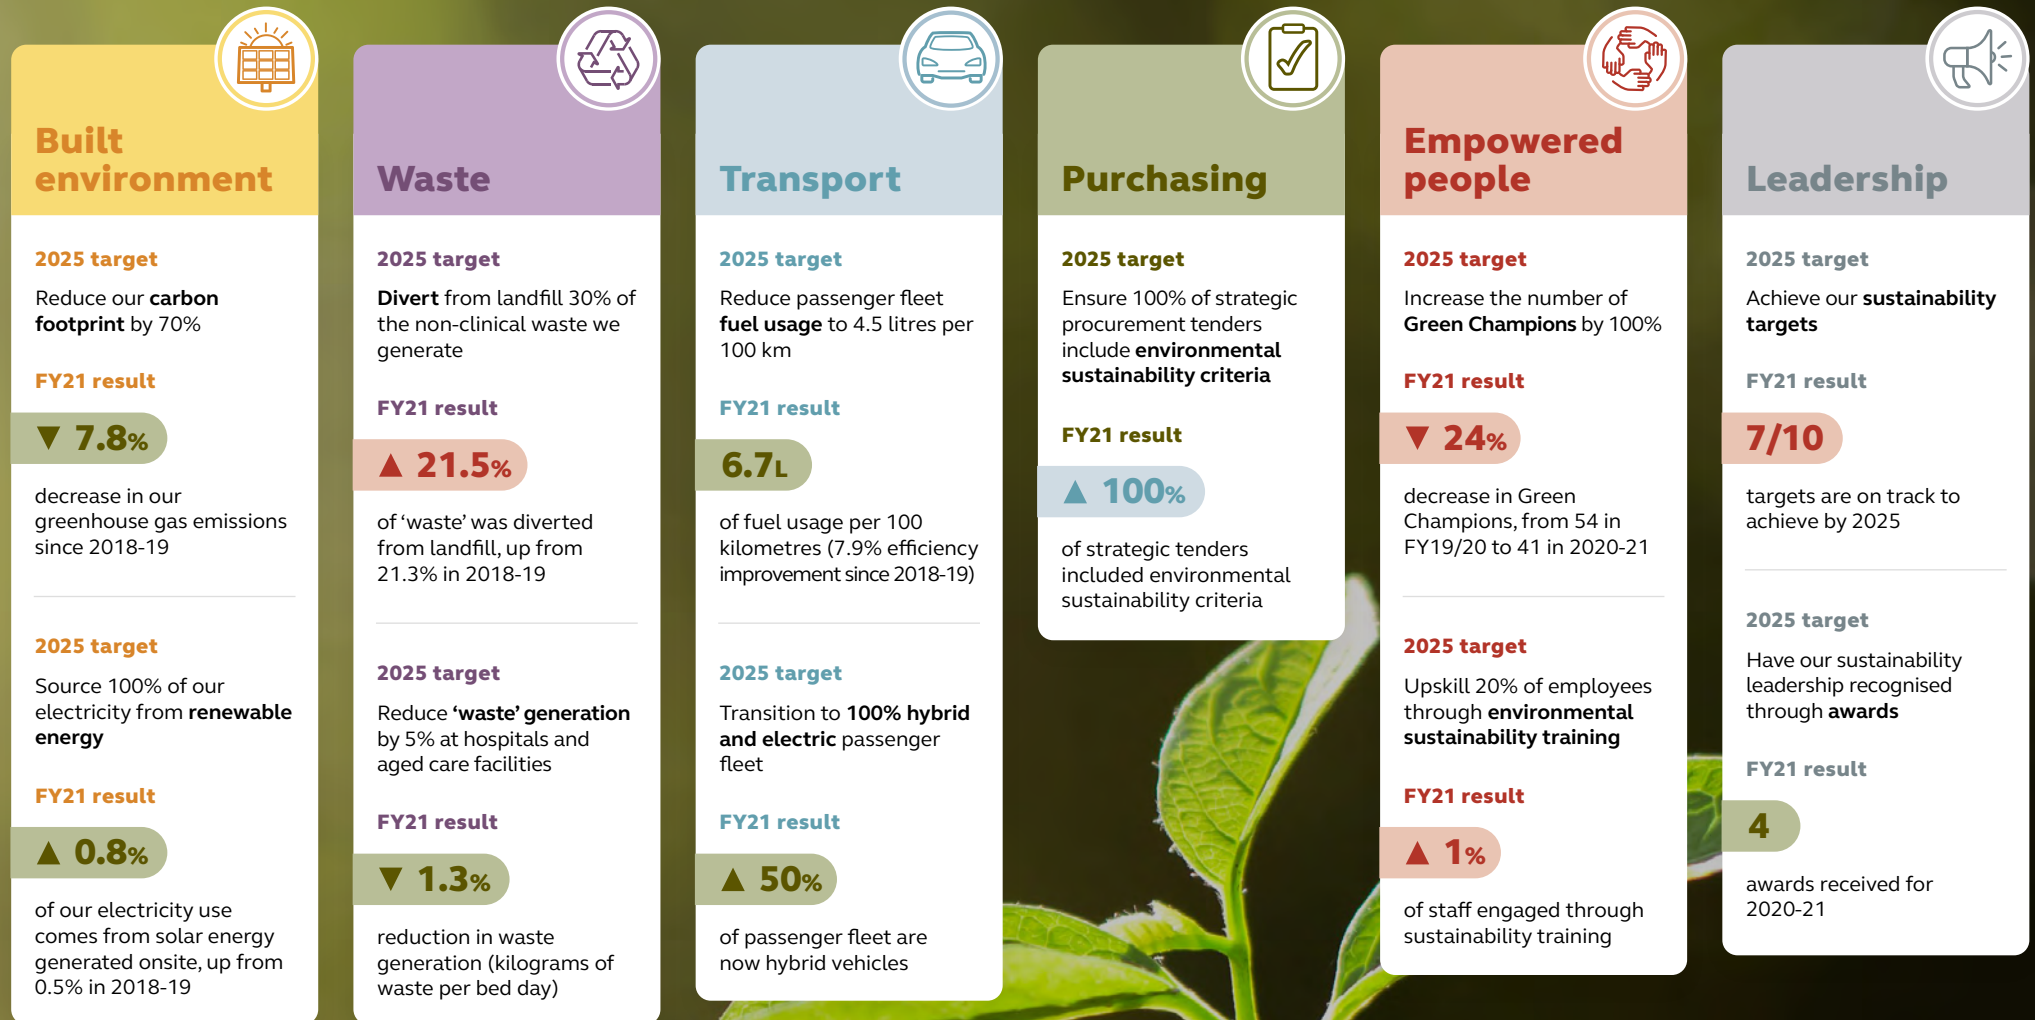 Built
environment
2025 target
Reduce our carbon
footprint by 70%
FY21 result
▼ 7.8%
decrease in our
greenhouse gas emissions
since 2018-19
2025 target
Source 100% of our
electricity from renewable
energy
FY21 result
▲ 0.8%
of our electricity use
comes from solar energy
generated onsite, up from
0.5% in 2018-19
Waste
2025 target
Divert from landfill 30% of
the non-clinical waste we
generate
FY21 result
▲ 21.5%
of ‘waste’ was diverted
from landfill, up from
21.3% in 2018-19
2025 target
Reduce ‘waste’ generation
by 5% at hospitals and
aged care facilities
FY21 result
▼ 1.3%
reduction in waste
generation (kilograms of
waste per bed day)
Transport
2025 target
Reduce passenger fleet
fuel usage to 4.5 litres per
100 km
FY21 result
6.7L
of fuel usage per 100
kilometres (7.9% efficiency
improvement since 2018-19)
2025 target
Transition to 100% hybrid
and electric passenger
fleet
FY21 result
▲ 50%
of passenger fleet are
now hybrid vehicles
Purchasing
2025 target
Ensure 100% of strategic
procurement tenders
include environmental
sustainability criteria
FY21 result
▲ 100%
of strategic tenders
included environmental
sustainability criteria
Empowered
people
2025 target
Increase the number of
Green Champions by 100%
FY21 result
▼ 24%
decrease in Green
Champions, from 54 in
FY19/20 to 41 in 2020-21
2025 target
Upskill 20% of employees
through environmental
sustainability training
FY21 result
▲ 1%
of staff engaged through
sustainability training
Leadership
2025 target
Achieve our sustainability
targets
FY21 result
7/10
targets are on track to
achieve by 2025
2025 target
Have our sustainability
leadership recognised
through awards
FY21 result
4
awards received for
2020-21